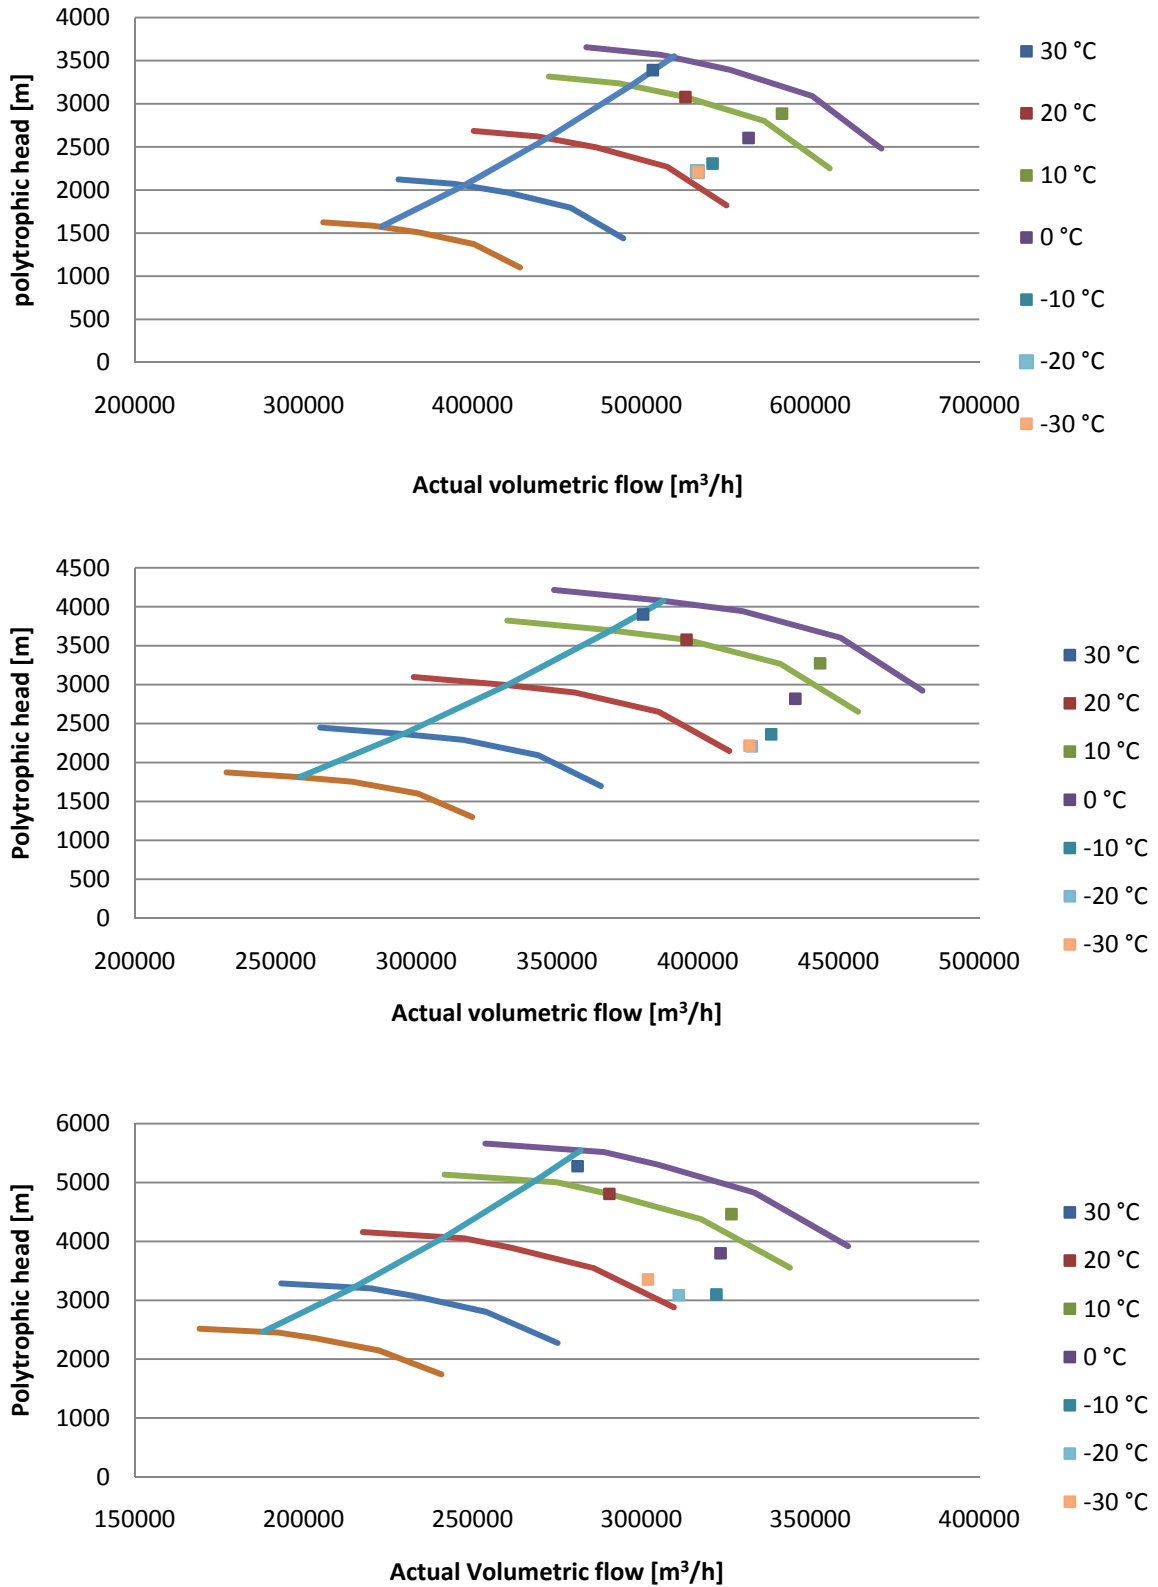 polytrophic head [m]
4000
3500
3000
2500
2000
1500
1000
500
0
200000 300000 400000 500000 600000 700000
Actual volumetric flow [m³/h]
30 °C
20 °C
10 °C
0 °C
-10 °C
-20 °C
-30 °C
Polytrophic head [m]
4500
4000
3500
3000
2500
2000
1500
1000
500
0
200000 250000 300000 350000 400000 450000 500000
Actual volumetric flow [m³/h]
30 °C
20 °C
10 °C
0 °C
-10 °C
-20 °C
-30 °C
Polytrophic head [m]
6000
5000
4000
3000
2000
1000
0
150000 200000 250000 300000 350000 400000
Actual Volumetric flow [m³/h]
30 °C
20 °C
10 °C
0 °C
-10 °C
-20 °C
-30 °C